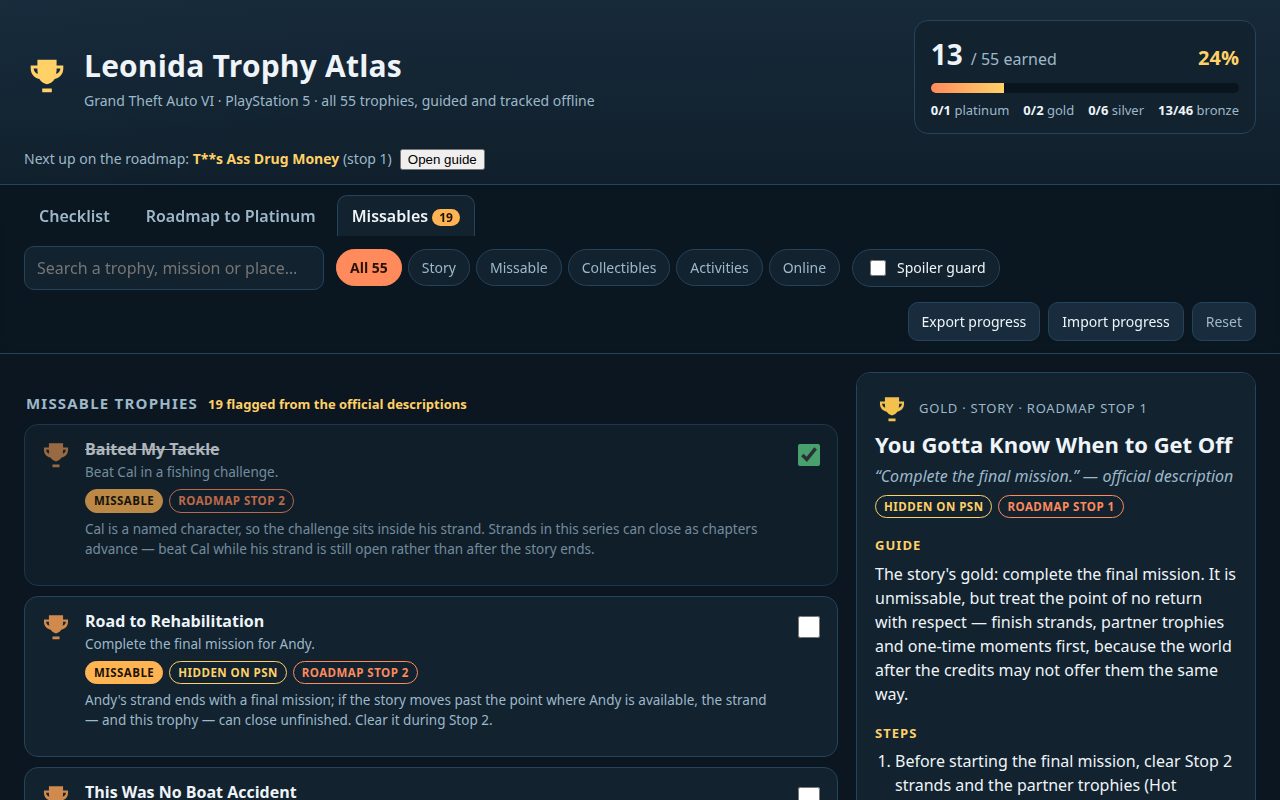 Leonida Trophy Atlas
Grand Theft Auto VI · PlayStation 5 · all 55 trophies, guided and tracked offline
13 / 55 earned 24%
0/1 platinum 0/2 gold 0/6 silver 13/46 bronze
Next up on the roadmap: T**s Ass Drug Money (stop 1) Open guide
Checklist Roadmap to Platinum Missables 19
Search a trophy, mission or place... All 55 Story Missable Collectibles Activities Online Spoiler guard
Export progress Import progress Reset
MISSABLE TROPHIES 19 flagged from the official descriptions
Baited My Tackle
Beat Cal in a fishing challenge.
MISSABLE ROADMAP STOP 2
Cal is a named character, so the challenge sits inside his strand. Strands in this series can close as chapters
advance — beat Cal while his strand is still open rather than after the story ends.
Road to Rehabilitation
Complete the final mission for Andy.
MISSABLE HIDDEN ON PSN ROADMAP STOP 2
Andy's strand ends with a final mission; if the story moves past the point where Andy is available, the strand
— and this trophy — can close unfinished. Clear it during Stop 2.
This Was No Boat Accident
GOLD · STORY · ROADMAP STOP 1
You Gotta Know When to Get Off
“Complete the final mission.” — official description
HIDDEN ON PSN ROADMAP STOP 1
GUIDE
The story's gold: complete the final mission. It is
unmissable, but treat the point of no return
with respect — finish strands, partner trophies
and one-time moments first, because the world
after the credits may not offer them the same
way.
STEPS
1. Before starting the final mission, clear Stop 2
strands and the partner trophies (Hot